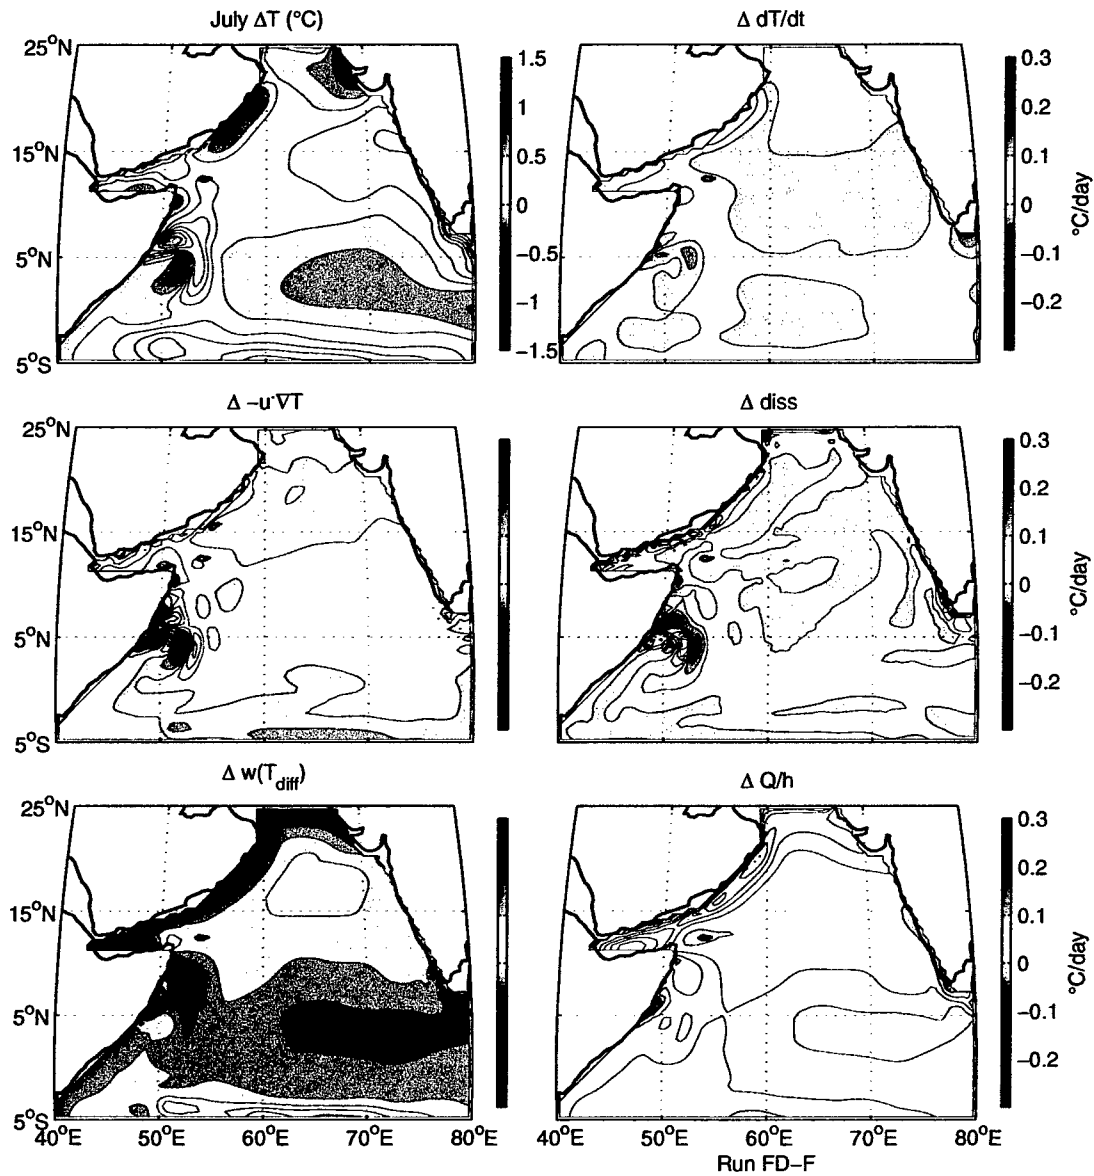 July ΔT (°C)
Δ dT/dt
25°N
15°N
5°N
5°S
1.5
1
0.5
0
−0.5
−1
−1.5
0.3
0.2
0.1
0
−0.1
−0.2
°C/day
Δ −u·∇T
Δ diss
25°N
15°N
5°N
5°S
0.3
0.2
0.1
0
−0.1
−0.2
°C/day
Δ w(Tdiff)
Δ Q/h
25°N
15°N
5°N
5°S
0.3
0.2
0.1
0
−0.1
−0.2
°C/day
40°E 50°E 60°E 70°E 80°E
40°E 50°E 60°E 70°E 80°E
Run FD−F